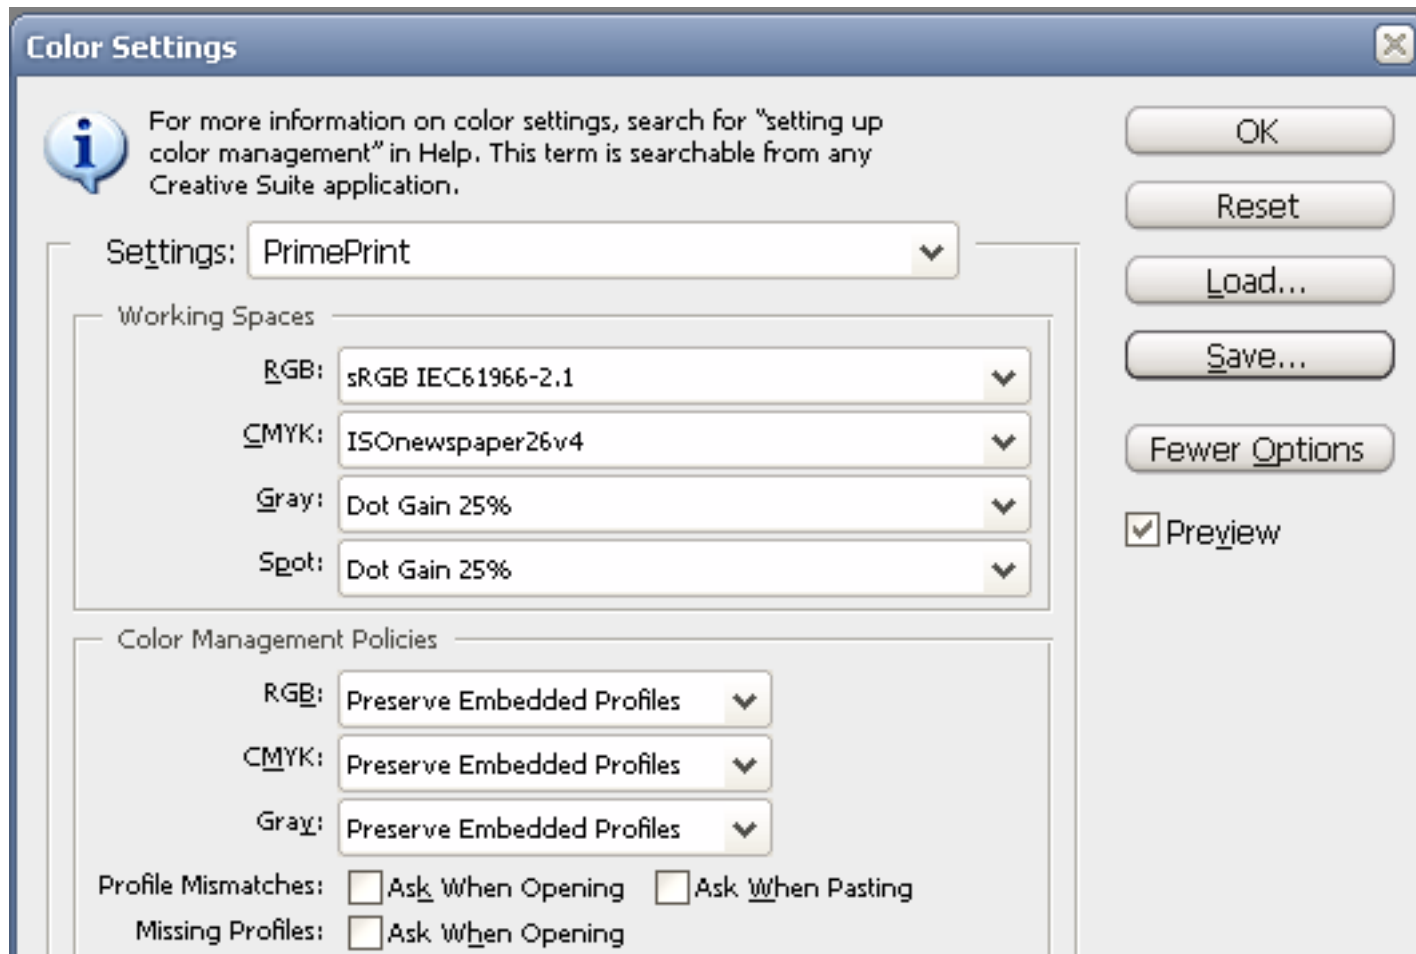 Color Settings
For more information on color settings, search for "setting up
color management" in Help. This term is searchable from any
Creative Suite application.
OK
Reset
Load...
Save...
Fewer Options
Preview
Settings: PrimePrint
Working Spaces
RGB: sRGB IEC61966-2.1
CMYK: ISOnewspaper26v4
Gray: Dot Gain 25%
Spot: Dot Gain 25%
Color Management Policies
RGB: Preserve Embedded Profiles
CMYK: Preserve Embedded Profiles
Gray: Preserve Embedded Profiles
Profile Mismatches: Ask When Opening Ask When Pasting
Missing Profiles: Ask When Opening